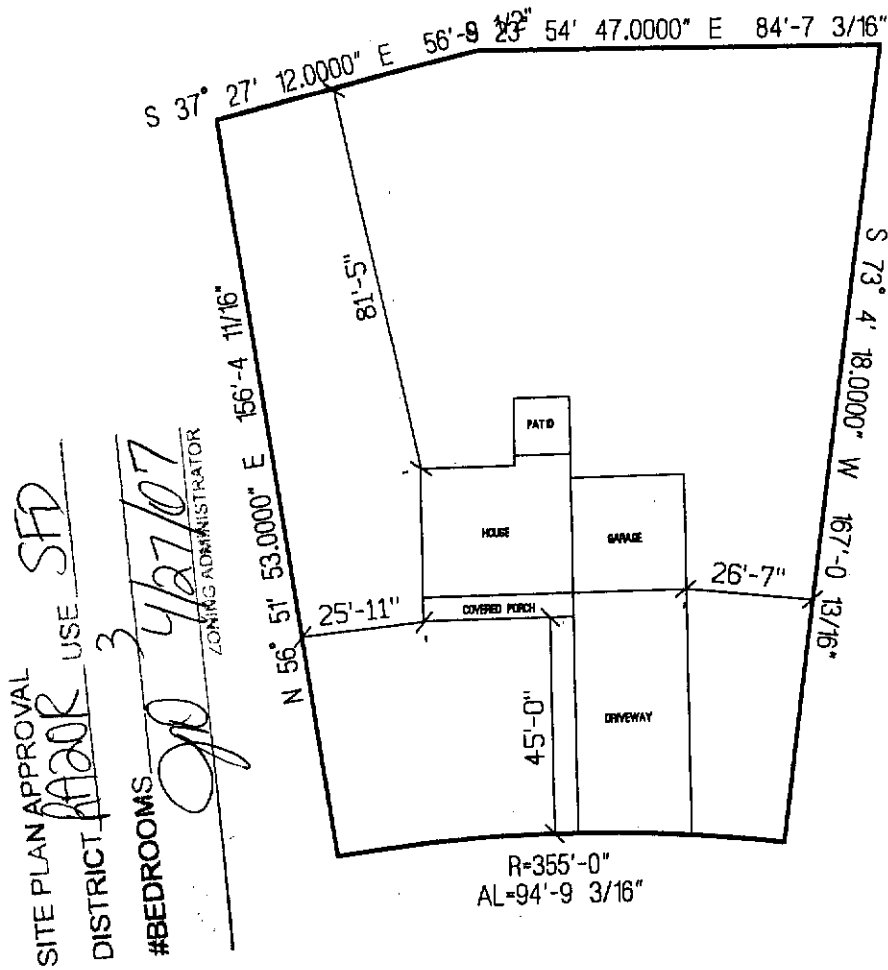 S 37° 27' 12.0000" E 56'-9 1/2"
S 23° 54' 47.0000" E 84'-7 3/16"
81'-5"
N 56° 51' 53.0000" E 156'-4 11/16"
S 73° 4' 18.0000" W 167'-0 13/16"
PATIO
HOUSE
GARAGE
25'-11"
COVERED PORCH
26'-7"
45'-0"
DRIVEWAY
R=355'-0"
AL=94'-9 3/16"
SITE PLAN APPROVAL
DISTRICT RA20R USE SFD
#BEDROOMS 3
4/27/07
ZONING ADMINISTRATOR